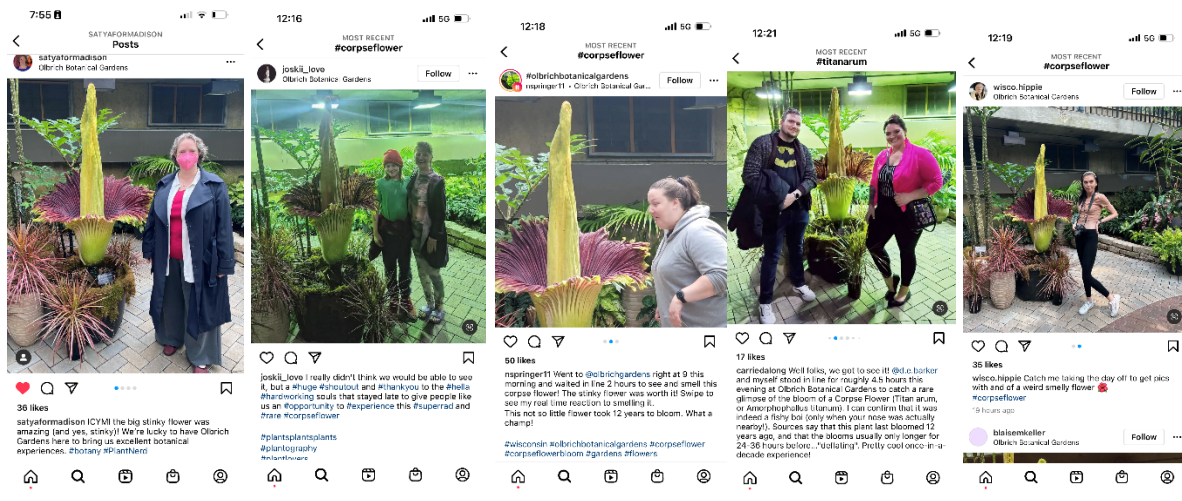 7:55
SATYAFORMADISON
Posts
satyaformadison
Olbrich Botanical Gardens
36 likes
satyaformadison ICYMI the big stinky flower was
amazing (and yes, stinky)! We're lucky to have Olbrich
Gardens here to bring us excellent botanical
experiences. #botany #PlantNerd
12:16
5G
MOST RECENT
#corpseflower
joskii_love
Olbrich Botanical Gardens
Follow
joskii_love I really didn't think we would be able to see
it, but a #huge #shoutout and #thankyou to the #hella
#hardworking souls that stayed late to give people like
us an #opportunity to #experience this #superrad and
#rare #corpseflower
#plantsplantsplants
#plantography
#plantlovers
12:18
5G
MOST RECENT
#corpseflower
#olbrichbotanicalgardens
nspringer11 • Olbrich Botanical Gar...
Follow
50 likes
nspringer11 Went to @olbrichgardens right at 9 this
morning and waited in line 2 hours to see and smell this
corpse flower! The stinky flower was worth it! Swipe to
see my real time reaction to smelling it.
This not so little flower took 12 years to bloom. What a
champ!
#wisconsin #olbrichbotanicalgardens #corpseflower
#corpseflowerbloom #gardens #flowers
12:21
5G
MOST RECENT
#titanarum
17 likes
carriedalong Well folks, we got to see it! @d.e.barker
and myself stood in line for roughly 4.5 hours this
evening at Olbrich Botanical Gardens to catch a rare
glimpse of the bloom of a Corpse Flower (Titan arum,
or Amorphophallus titanum). I can confirm that it was
indeed a fishy boi (only when your nose was actually
nearby!). Sources say that this plant last bloomed 12
years ago, and that the blooms usually only longer for
24-36 hours before..."deflating". Pretty cool once-in-a-
decade experience!
12:19
5G
MOST RECENT
#corpseflower
wisco.hippie
Olbrich Botanical Gardens
Follow
35 likes
wisco.hippie Catch me taking the day off to get pics
with and of a weird smelly flower
#corpseflower
19 hours ago
blaisemkeller
Follow